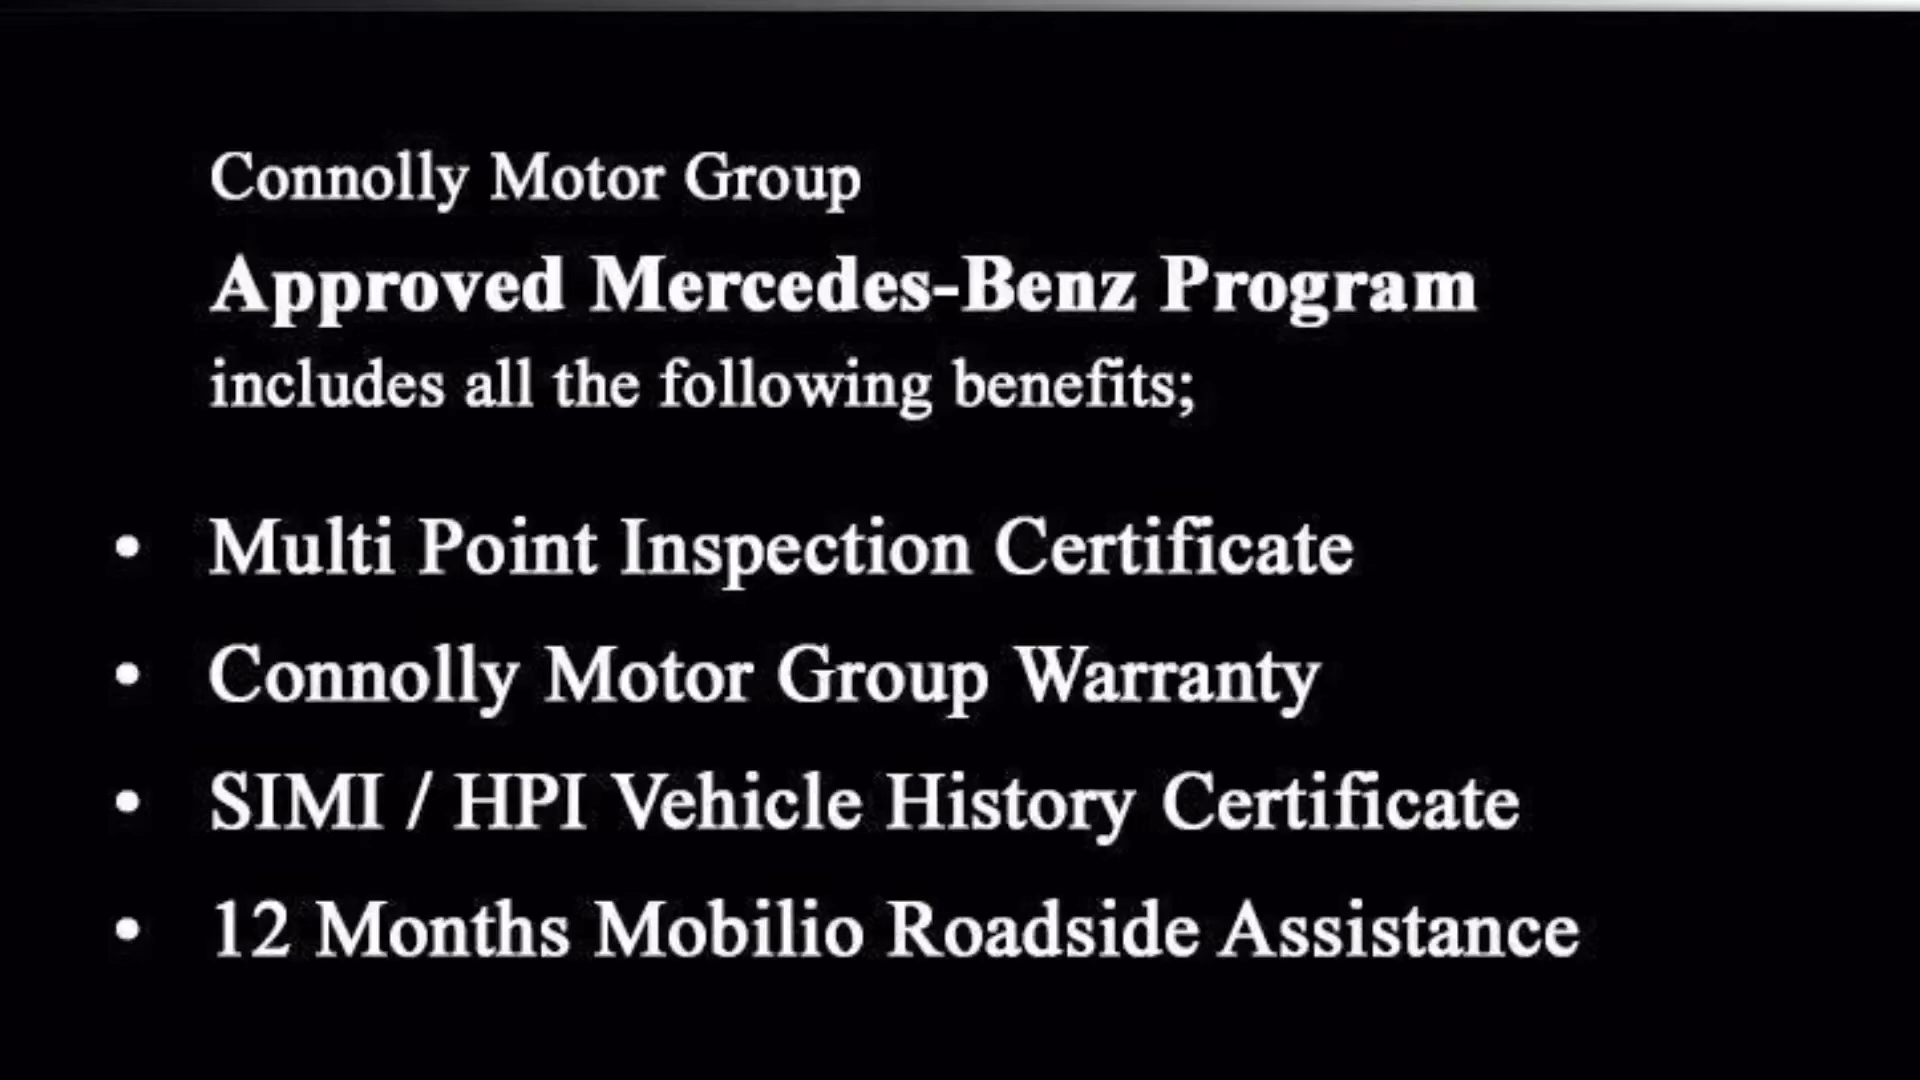 Connolly Motor Group
Approved Mercedes-Benz Program
includes all the following benefits;
• Multi Point Inspection Certificate
• Connolly Motor Group Warranty
• SIMI / HPI Vehicle History Certificate
• 12 Months Mobilio Roadside Assistance